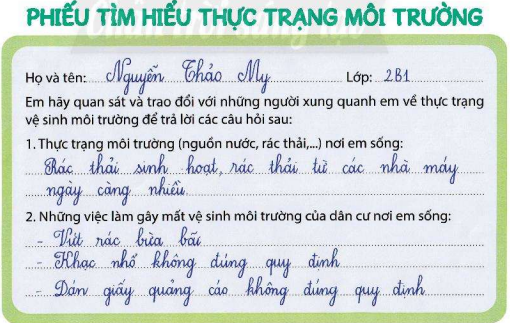 PHIẾU TÌM HIỂU THỰC TRẠNG MÔI TRƯỜNG
Chân trời sáng tạo
Họ và tên: Nguyễn Thảo My Lớp: 2B1
Em hãy quan sát và trao đổi với những người xung quanh em về thực trạng
vệ sinh môi trường để trả lời các câu hỏi sau:
1. Thực trạng môi trường (nguồn nước, rác thải,...) nơi em sống:
Rác thải sinh hoạt, rác thải từ các nhà máy
ngày càng nhiều
2. Những việc làm gây mất vệ sinh môi trường của dân cư nơi em sống:
- Vứt rác bừa bãi
- Khạc nhổ không đúng quy định
- Dán giấy quảng cáo không đúng quy định